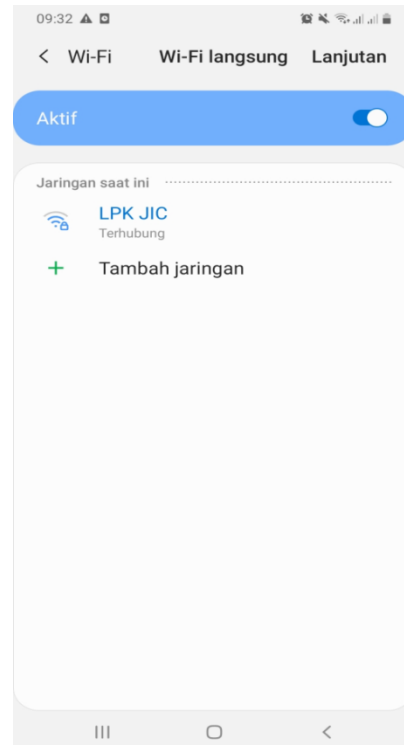 09:32
Wi-Fi Wi-Fi langsung Lanjutan
Aktif
Jaringan saat ini
LPK JIC
Terhubung
Tambah jaringan